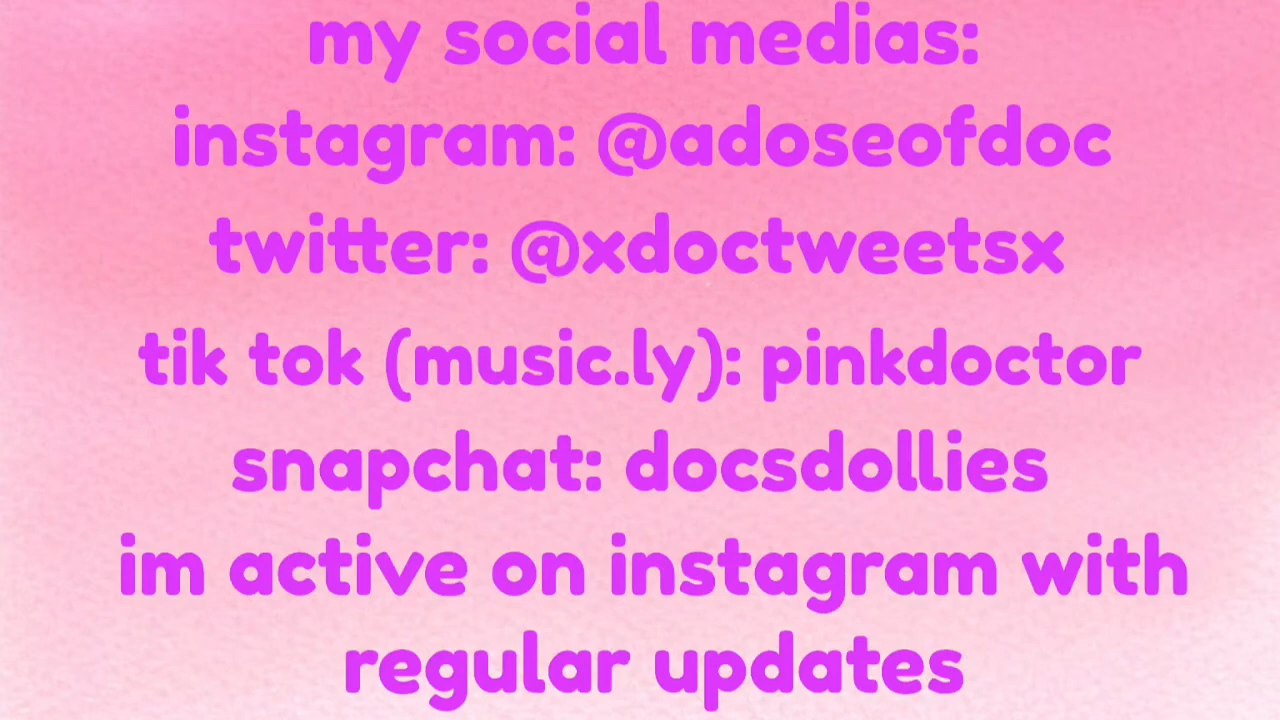 my social medias:
instagram: @adoseofdoc
twitter: @xdoctweetsx
tik tok (music.ly): pinkdoctor
snapchat: docsdollies
im active on instagram with
regular updates